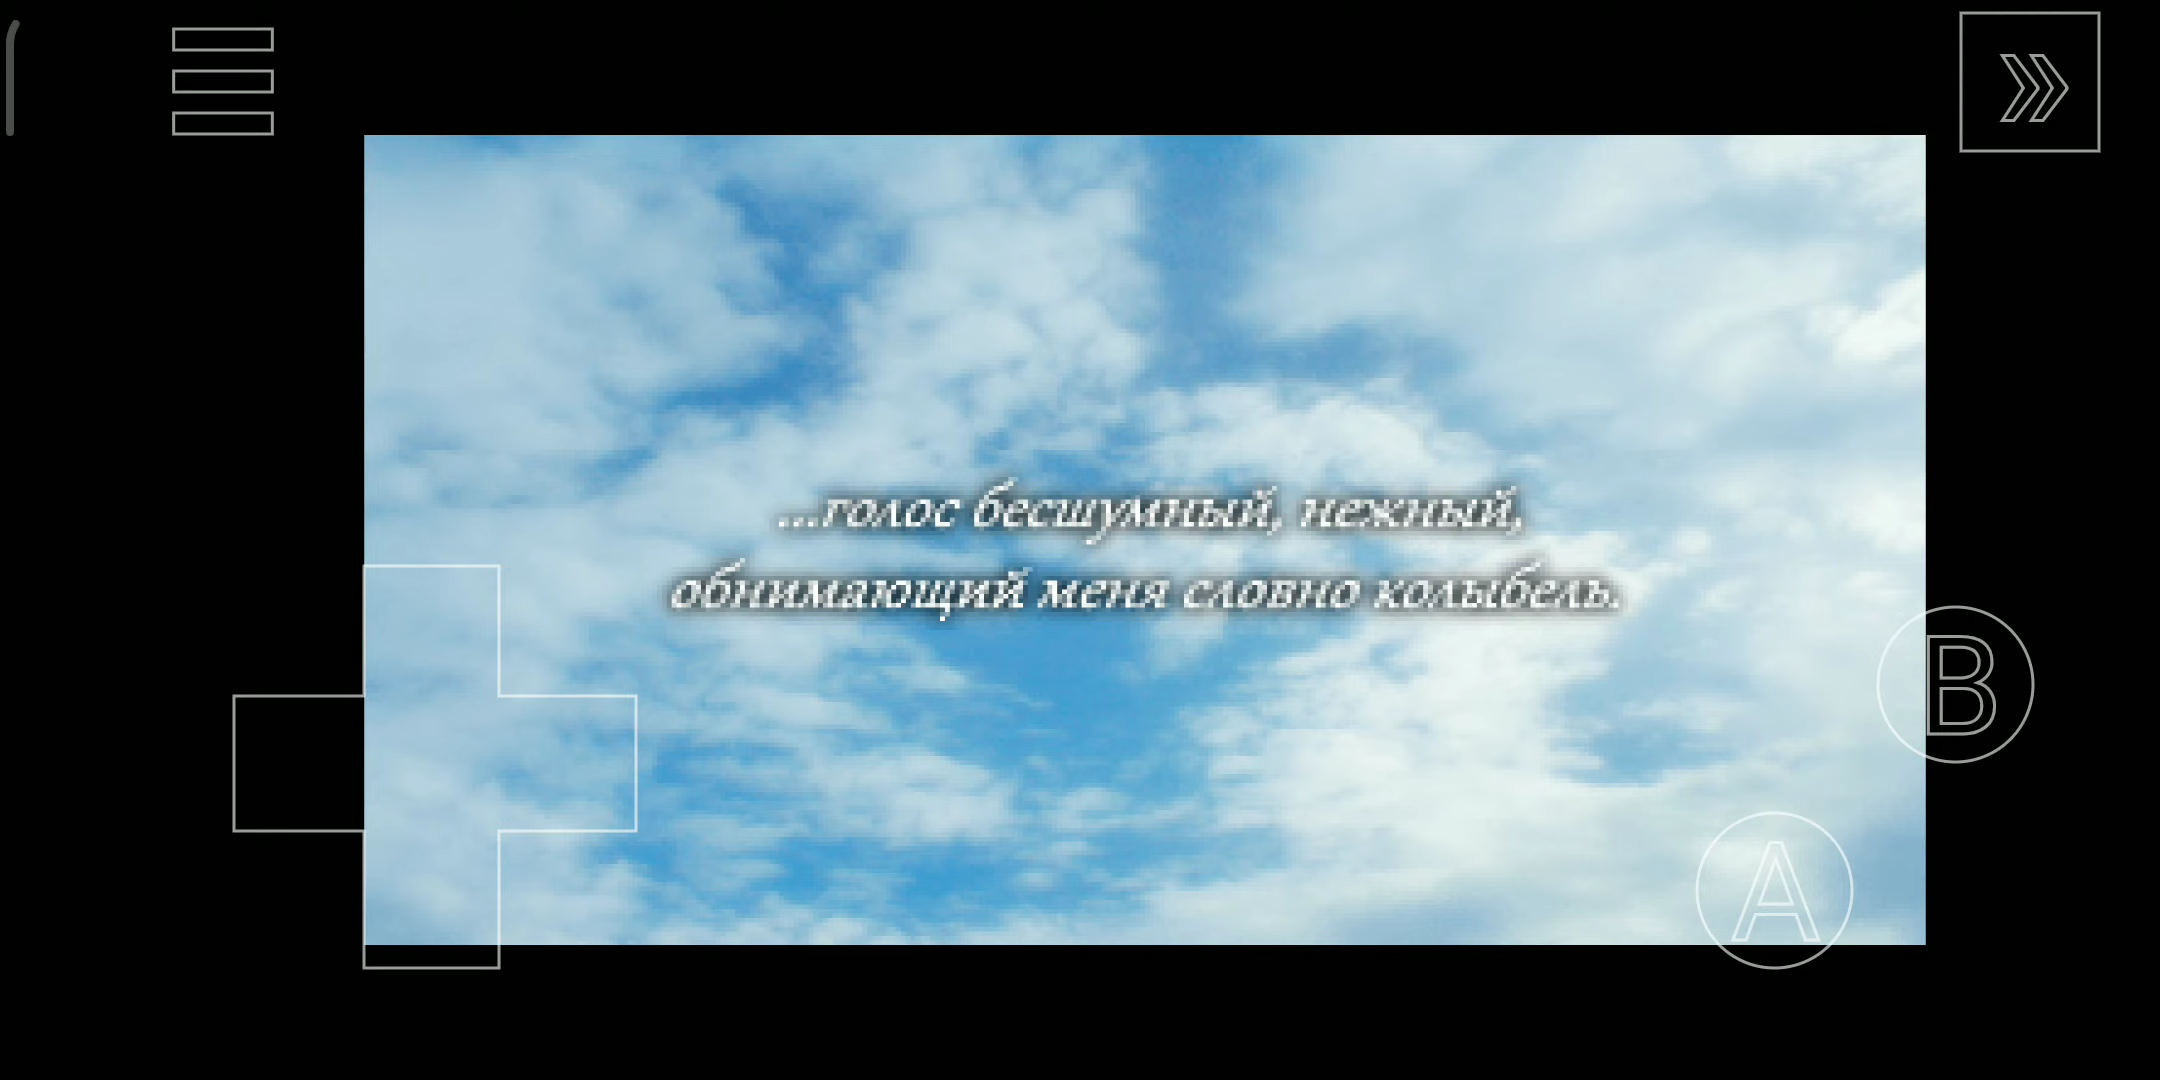 ...голос бесшумный, нежный,
обнимающий меня словно колыбель.
B
A